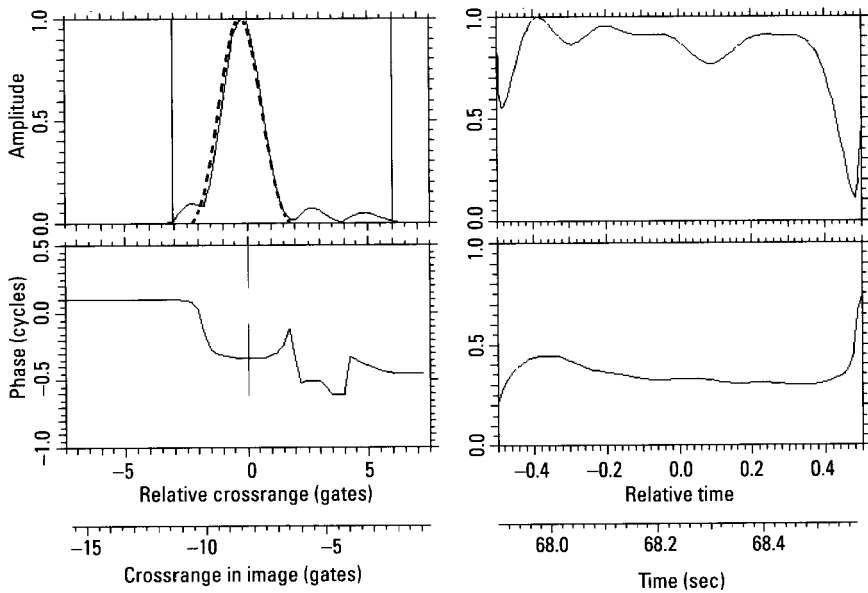 Amplitude
1.0
0.5
0.0
1.0
0.5
0.0
Phase (cycles)
0.5
0.0
−0.5
−1.0
1.0
0.5
0.0
−5 0 5
Relative crossrange (gates)
−0.4 −0.2 0.0 0.2 0.4
Relative time
−15 −10 −5
Crossrange in image (gates)
68.0 68.2 68.4
Time (sec)